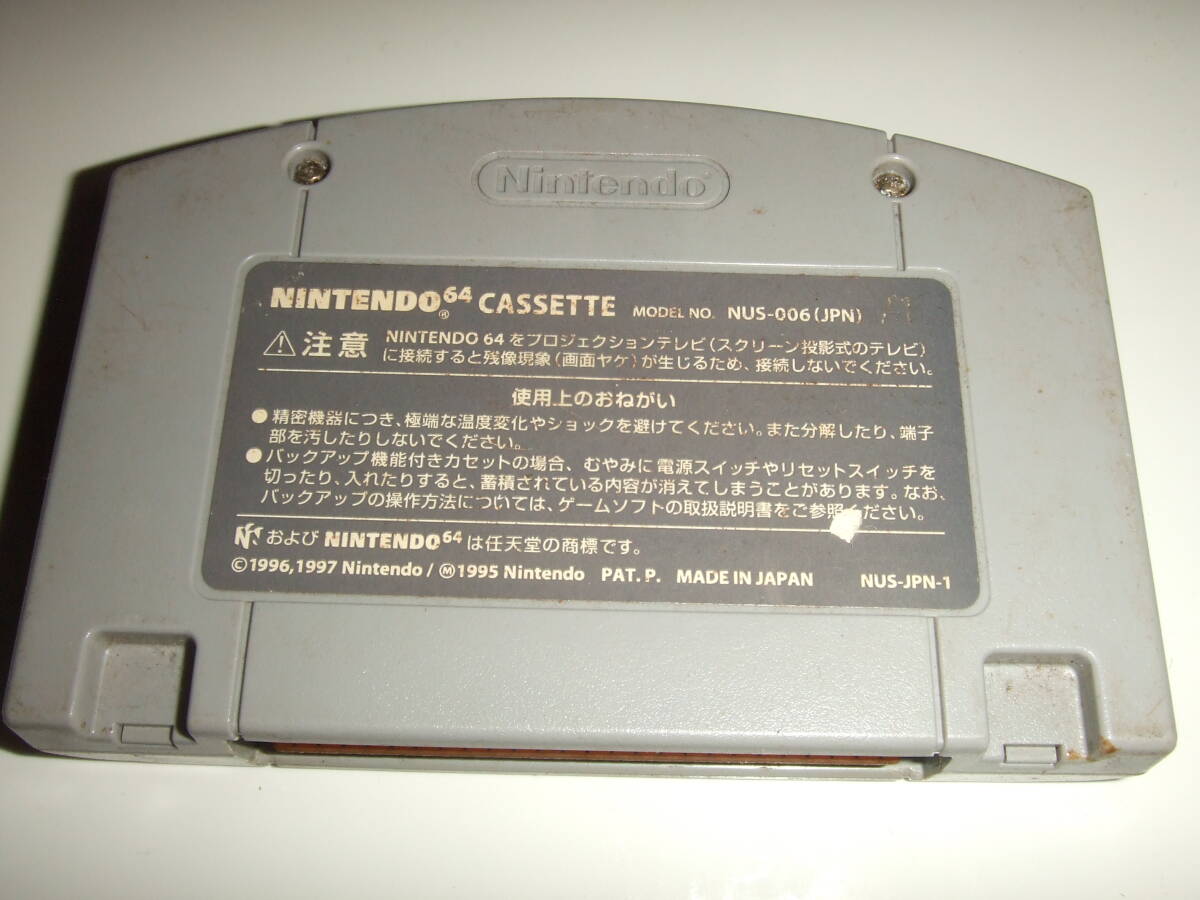 Nintendo
NINTENDO 64 ® CASSETTE MODEL NO. NUS-006(JPN)
注意 NINTENDO 64をプロジェクションテレビ(スクリーン投影式のテレビ)
に接続すると残像現象(画面ヤケ)が生じるため、接続しないでください。
使用上のおねがい
●精密機器につき、極端な温度変化やショックを避けてください。また分解したり、端子
部を汚したりしないでください。
●バックアップ機能付きカセットの場合、むやみに電源スイッチやリセットスイッチを
切ったり、入れたりすると、蓄積されている内容が消えてしまうことがあります。なお、
バックアップの操作方法については、ゲームソフトの取扱説明書をご参照ください。
および NINTENDO 64 は任天堂の商標です。
©1996,1997 Nintendo/Ⓜ1995 Nintendo PAT. P. MADE IN JAPAN NUS-JPN-1